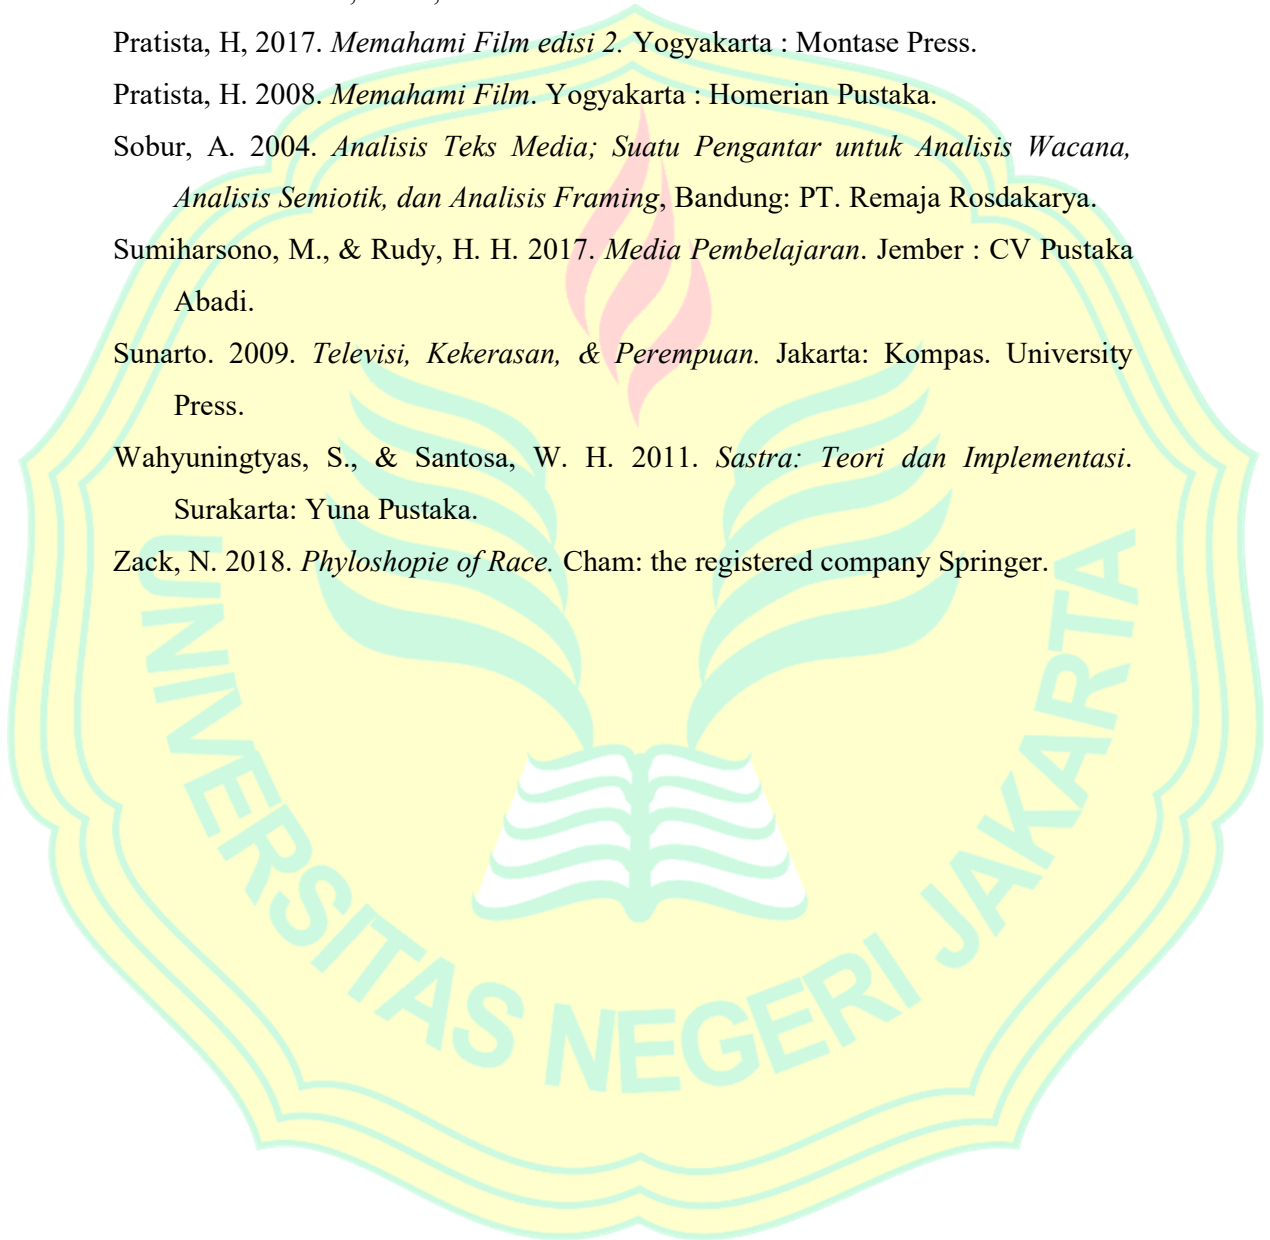 Pratista, H, 2017. Memahami Film edisi 2. Yogyakarta : Montase Press.
Pratista, H. 2008. Memahami Film. Yogyakarta : Homerian Pustaka.
Sobur, A. 2004. Analisis Teks Media; Suatu Pengantar untuk Analisis Wacana,
Analisis Semiotik, dan Analisis Framing, Bandung: PT. Remaja Rosdakarya.
Sumiharsono, M., & Rudy, H. H. 2017. Media Pembelajaran. Jember : CV Pustaka
Abadi.
Sunarto. 2009. Televisi, Kekerasan, & Perempuan. Jakarta: Kompas. University
Press.
Wahyuningtyas, S., & Santosa, W. H. 2011. Sastra: Teori dan Implementasi.
Surakarta: Yuna Pustaka.
Zack, N. 2018. Phyloshopie of Race. Cham: the registered company Springer.
UNIVERSITAS NEGERI JAKARTA